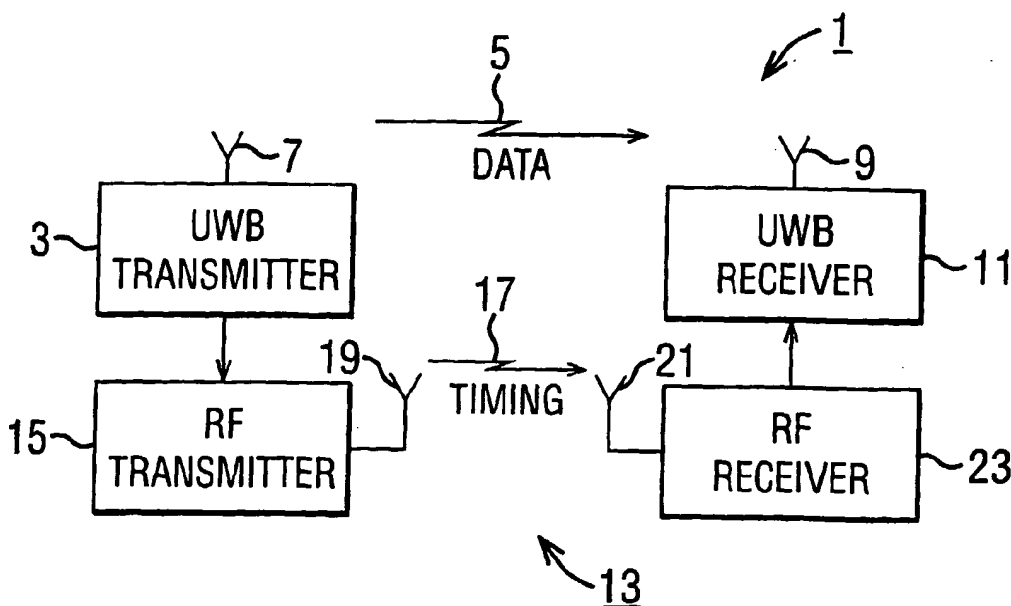 1
5
7
DATA
9
3
UWB
TRANSMITTER
UWB
RECEIVER
11
17
19
TIMING
21
15
RF
TRANSMITTER
RF
RECEIVER
23
13